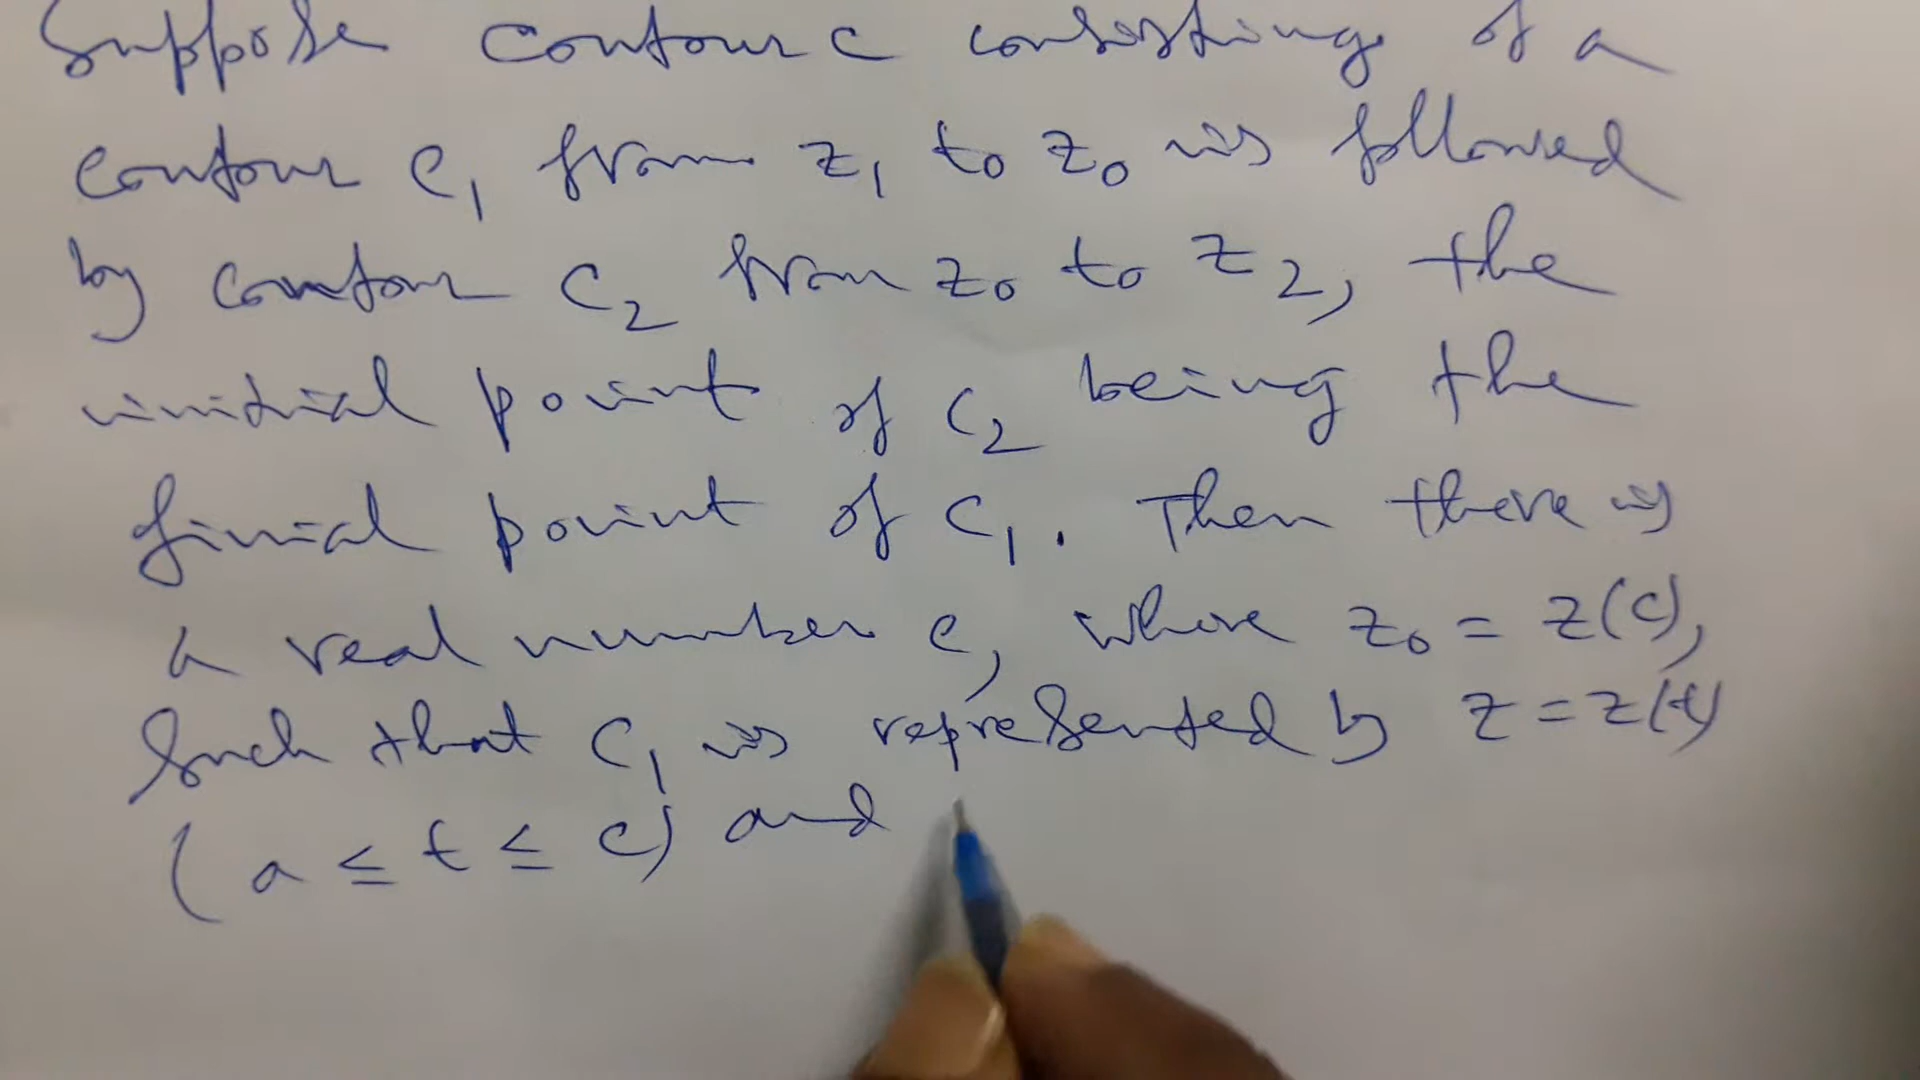 Suppose contour C consisting of a
contour C₁ from z₁ to z₀ is followed
by contour C₂ from z₀ to z₂, the
initial point of C₂ being the
final point of C₁. Then there is
a real number c, where z₀ = z(c),
such that C₁ is represented by z = z(t)
(a ≤ t ≤ c) and